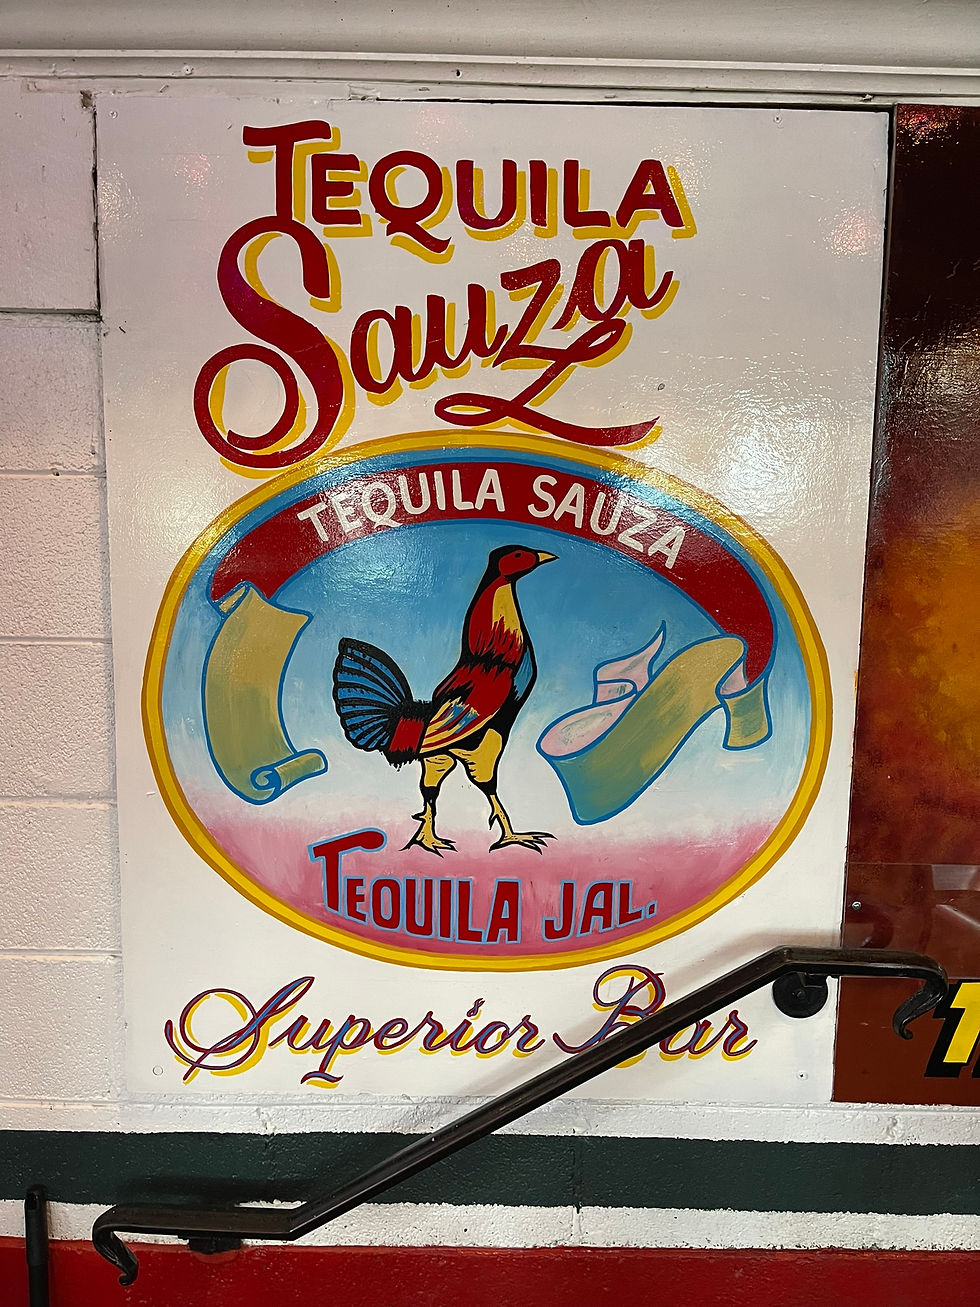 TEQUILA
Sauza
TEQUILA SAUZA
TEQUILA JAL.
Superior Bar